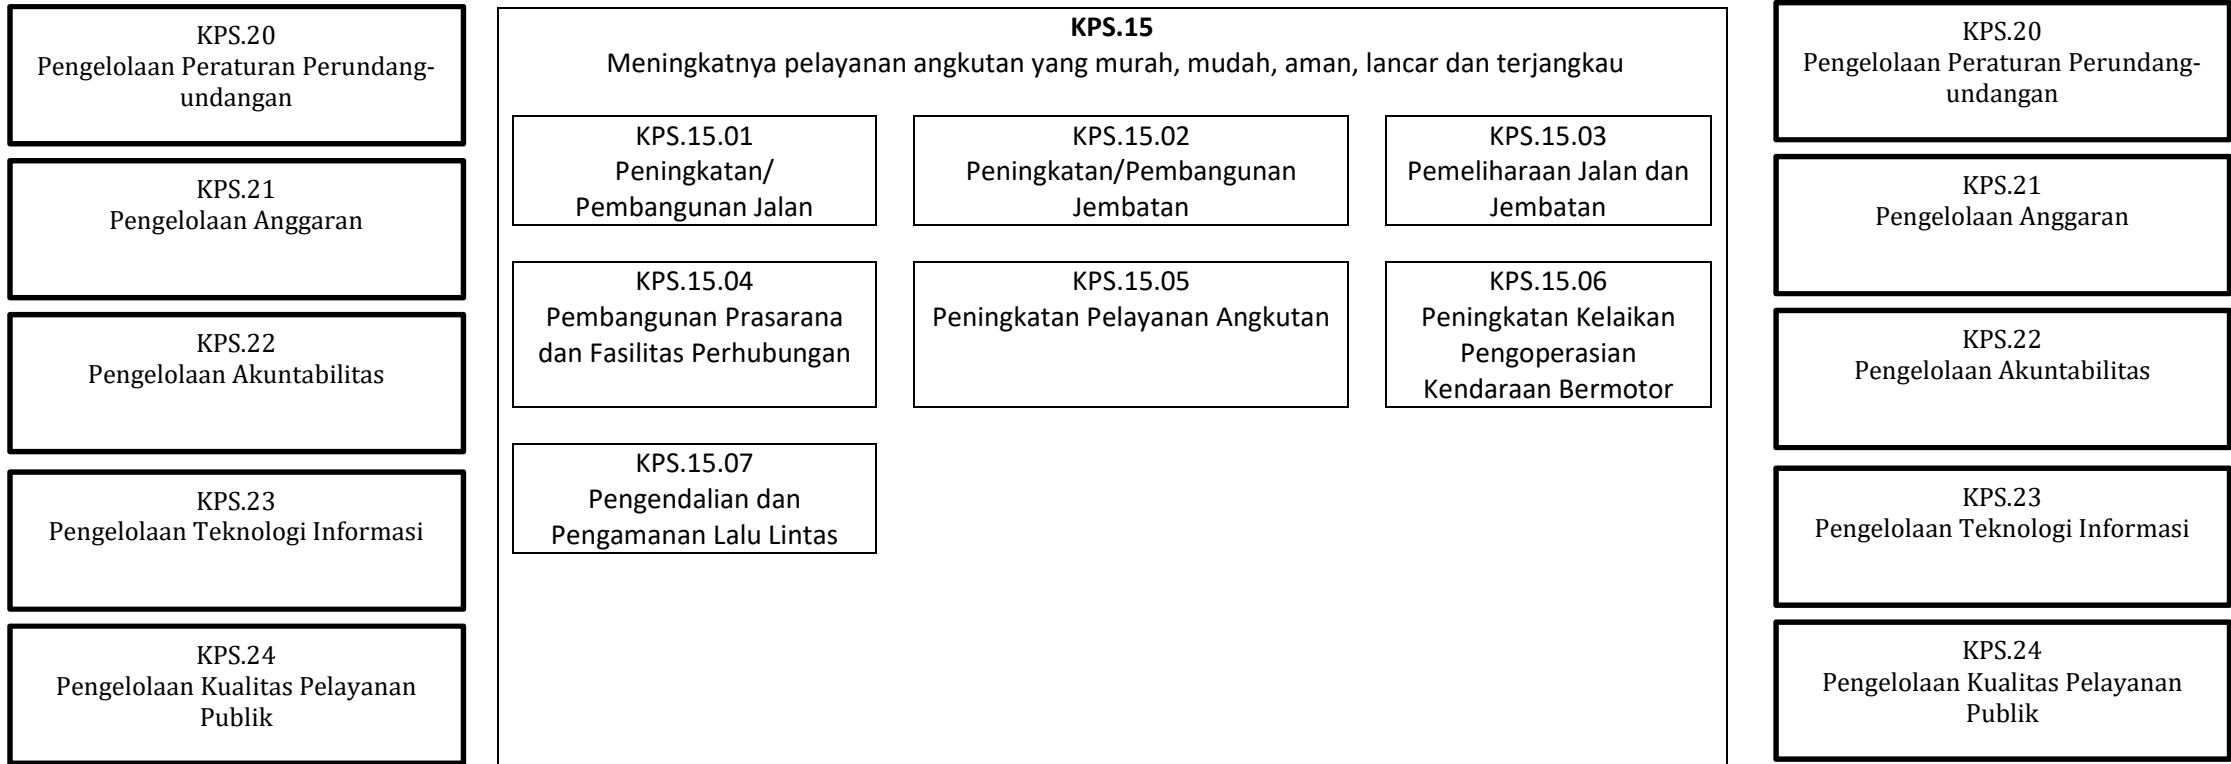 KPS.20
Pengelolaan Peraturan Perundang-
undangan
KPS.21
Pengelolaan Anggaran
KPS.22
Pengelolaan Akuntabilitas
KPS.23
Pengelolaan Teknologi Informasi
KPS.24
Pengelolaan Kualitas Pelayanan
Publik
KPS.15
Meningkatnya pelayanan angkutan yang murah, mudah, aman, lancar dan terjangkau
KPS.15.01
Peningkatan/
Pembangunan Jalan
KPS.15.02
Peningkatan/Pembangunan
Jembatan
KPS.15.03
Pemeliharaan Jalan dan
Jembatan
KPS.15.04
Pembangunan Prasarana
dan Fasilitas Perhubungan
KPS.15.05
Peningkatan Pelayanan Angkutan
KPS.15.06
Peningkatan Kelaikan
Pengoperasian
Kendaraan Bermotor
KPS.15.07
Pengendalian dan
Pengamanan Lalu Lintas
KPS.20
Pengelolaan Peraturan Perundang-
undangan
KPS.21
Pengelolaan Anggaran
KPS.22
Pengelolaan Akuntabilitas
KPS.23
Pengelolaan Teknologi Informasi
KPS.24
Pengelolaan Kualitas Pelayanan
Publik